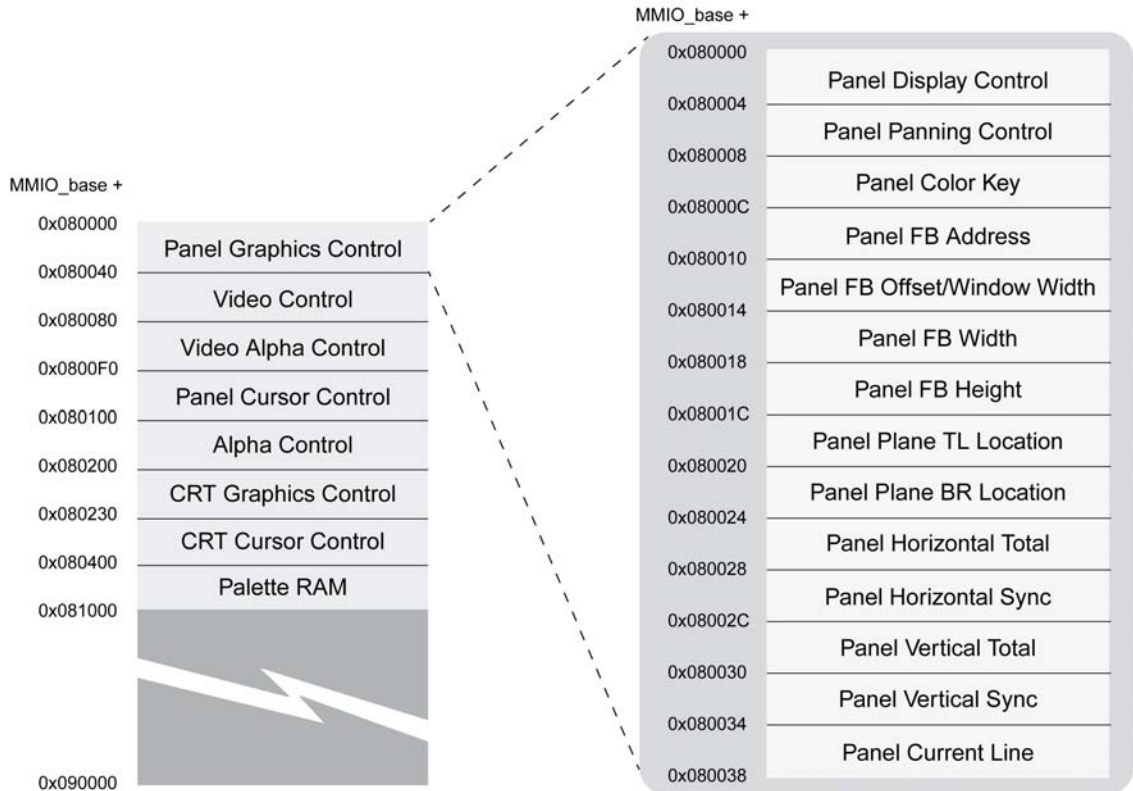 MMIO_base +
0x080000
Panel Graphics Control
0x080040
Video Control
0x080080
Video Alpha Control
0x0800F0
Panel Cursor Control
0x080100
Alpha Control
0x080200
CRT Graphics Control
0x080230
CRT Cursor Control
0x080400
Palette RAM
0x081000
0x090000
MMIO_base +
0x080000
Panel Display Control
0x080004
Panel Panning Control
0x080008
Panel Color Key
0x08000C
Panel FB Address
0x080010
Panel FB Offset/Window Width
0x080014
Panel FB Width
0x080018
Panel FB Height
0x08001C
Panel Plane TL Location
0x080020
Panel Plane BR Location
0x080024
Panel Horizontal Total
0x080028
Panel Horizontal Sync
0x08002C
Panel Vertical Total
0x080030
Panel Vertical Sync
0x080034
Panel Current Line
0x080038